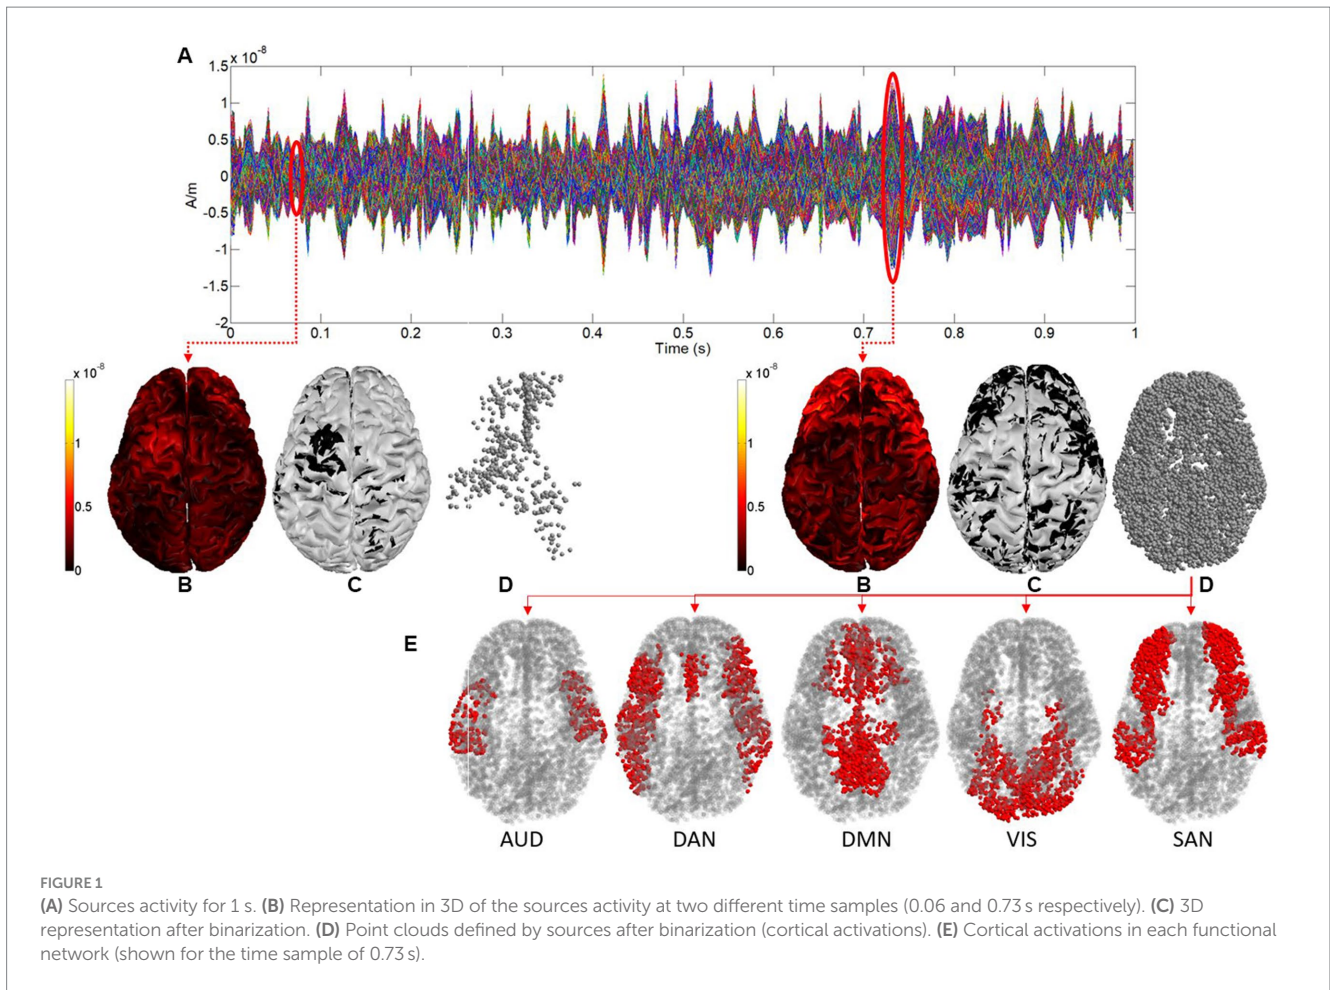 A
x 10⁻⁸
1.5
1
0.5
0
-0.5
-1
-1.5
-2
A/m
0 0.1 0.2 0.3 0.4 0.5 0.6 0.7 0.8 0.9 1
Time (s)
x 10⁻⁸
1
0.5
0
B C D
x 10⁻⁸
1
0.5
0
B C D
E
AUD DAN DMN VIS SAN
FIGURE 1
(A) Sources activity for 1 s. (B) Representation in 3D of the sources activity at two different time samples (0.06 and 0.73 s respectively). (C) 3D
representation after binarization. (D) Point clouds defined by sources after binarization (cortical activations). (E) Cortical activations in each functional
network (shown for the time sample of 0.73 s).